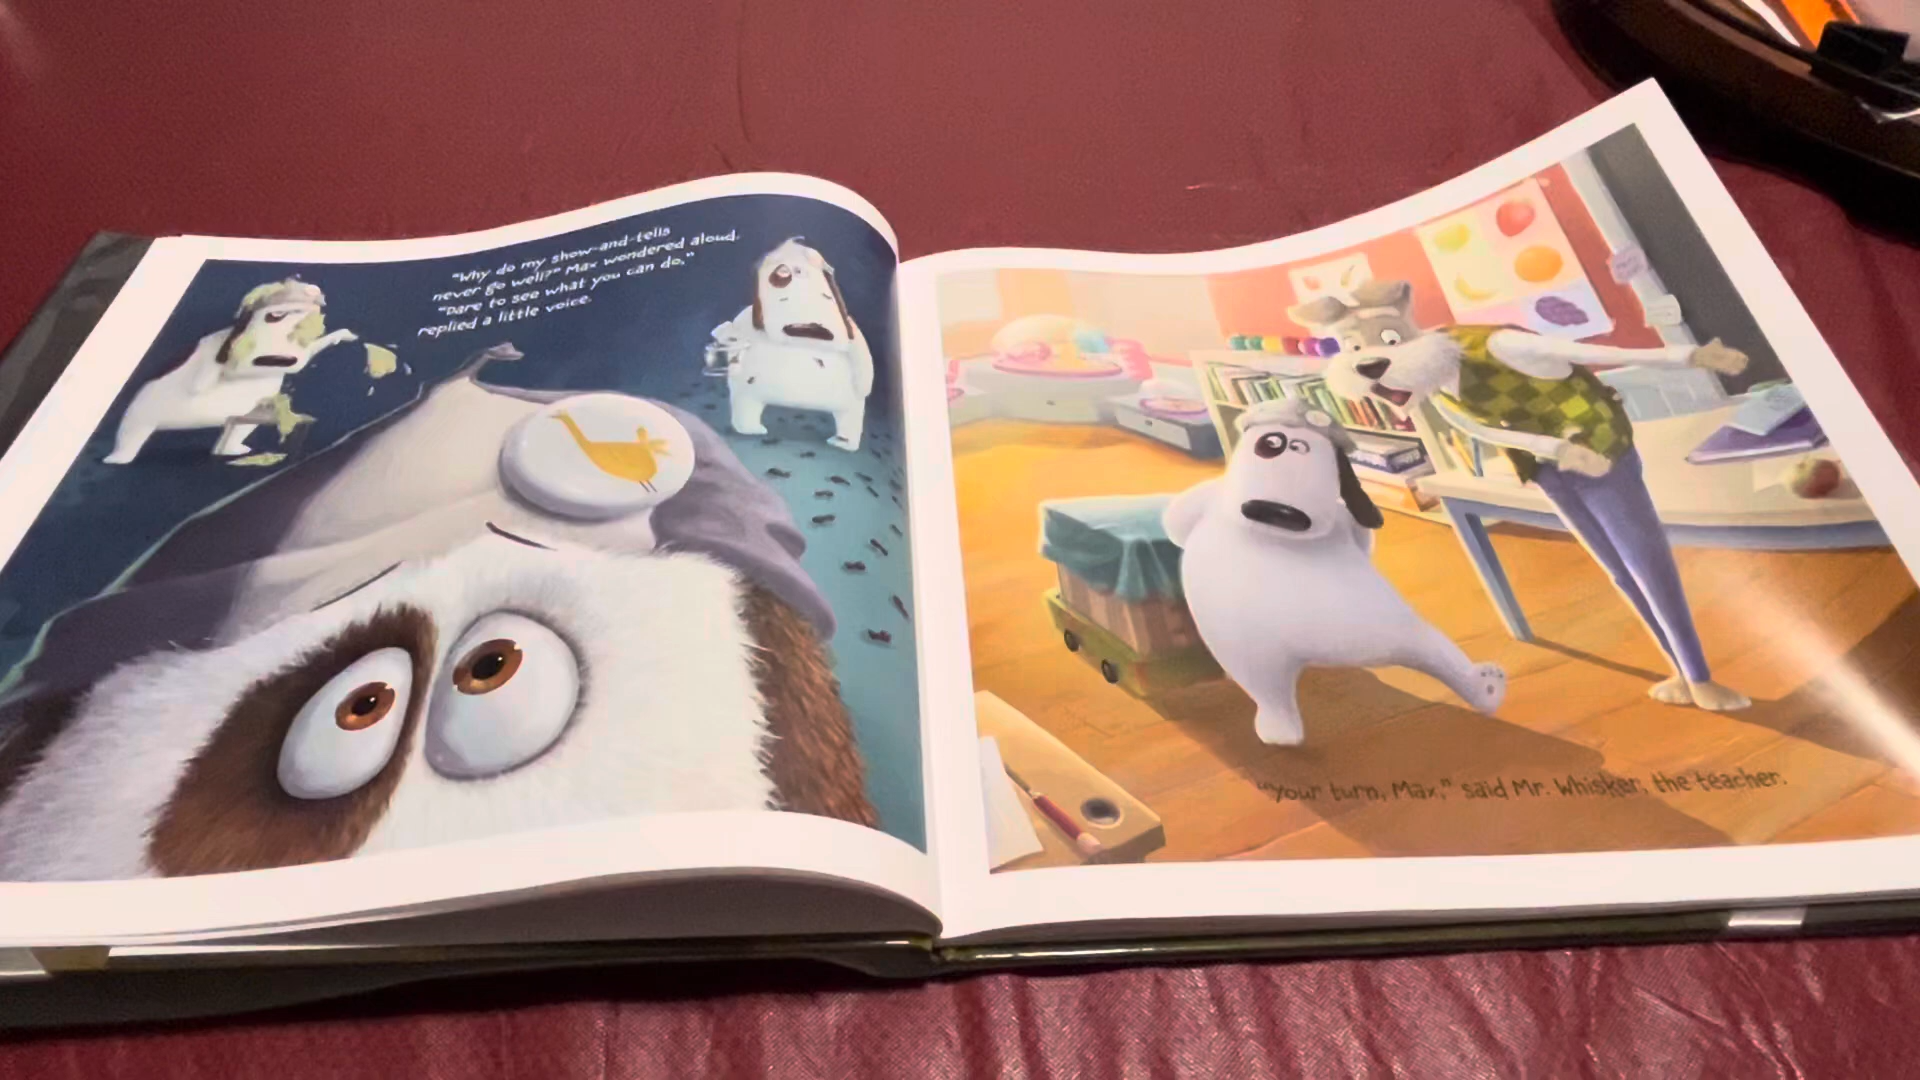 "Why do my show-and-tells
never go well?" Max wondered aloud.
"Dare to see what you can do,"
replied a little voice.
"Your turn, Max," said Mr. Whisker, the teacher.